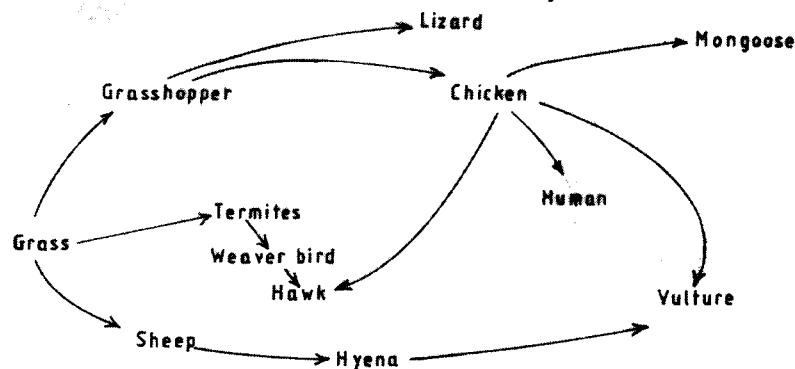 Lizard
Mongoose
Grasshopper
Chicken
Human
Termites
Grass
Weaver bird
Hawk
Vulture
Sheep
Hyena